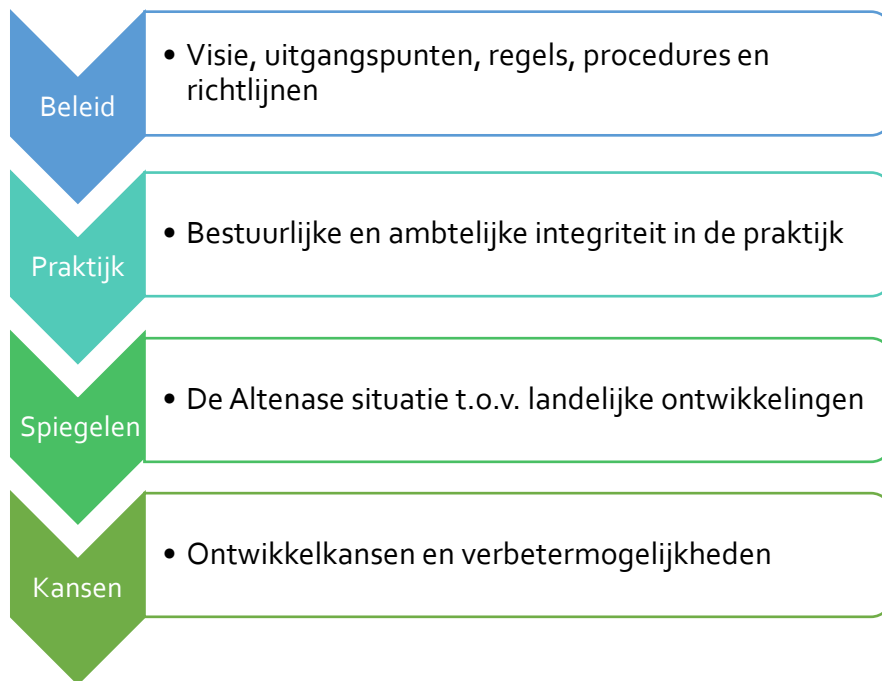 Beleid
• Visie, uitgangspunten, regels, procedures en
richtlijnen
Praktijk
• Bestuurlijke en ambtelijke integriteit in de praktijk
Spiegelen
• De Altenase situatie t.o.v. landelijke ontwikkelingen
Kansen
• Ontwikkelkansen en verbetermogelijkheden